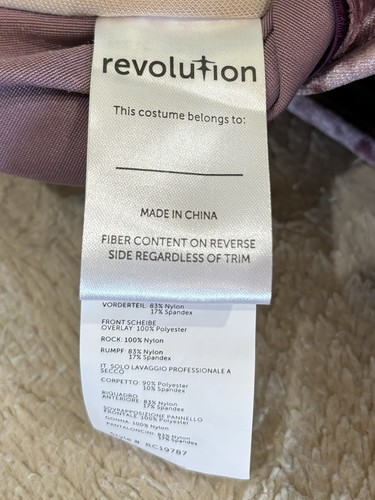 revolution
This costume belongs to:
MADE IN CHINA
FIBER CONTENT ON REVERSE
SIDE REGARDLESS OF TRIM
VORDERTEIL: 83% Nylon
17% Spandex
FRONT SCHEIBE
OVERLAY: 100% Polyester
ROCK: 100% Nylon
RUMPF: 83% Nylon
17% Spandex
IT: SOLO LAVAGGIO PROFESSIONALE A
SECCO
CORPETTO: 90% Polyester
10% Spandex
RIQUADRO
ANTERIORE: 83% Nylon
17% Spandex
SOVRAPPOSIZIONE PANNELLO
FRONTALE: 100% Polyester
GONNA: 100% Nylon
PANTALONCINI:
17% Spandex
Style # BC19787